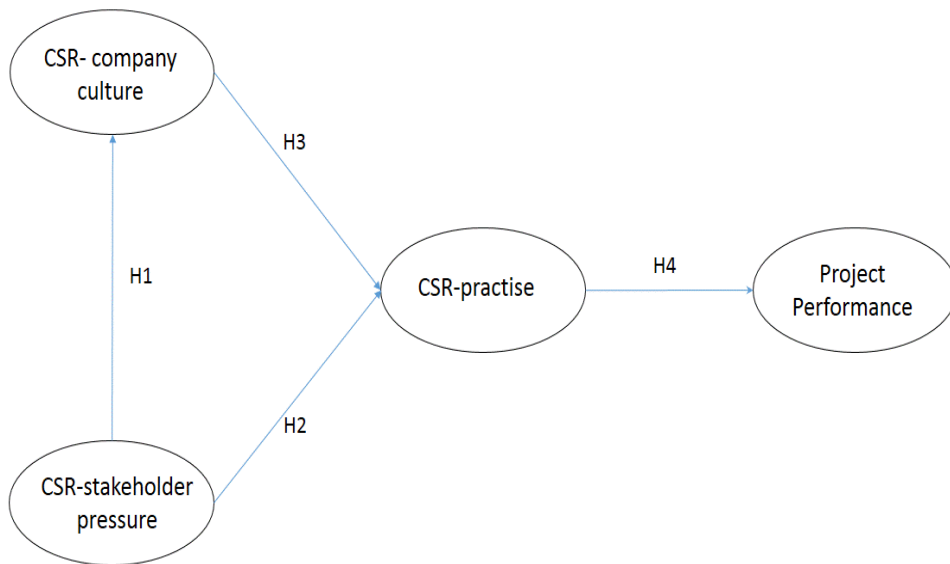 CSR- company
culture
H3
H1
CSR-practise
H4
Project
Performance
H2
CSR-stakeholder
pressure